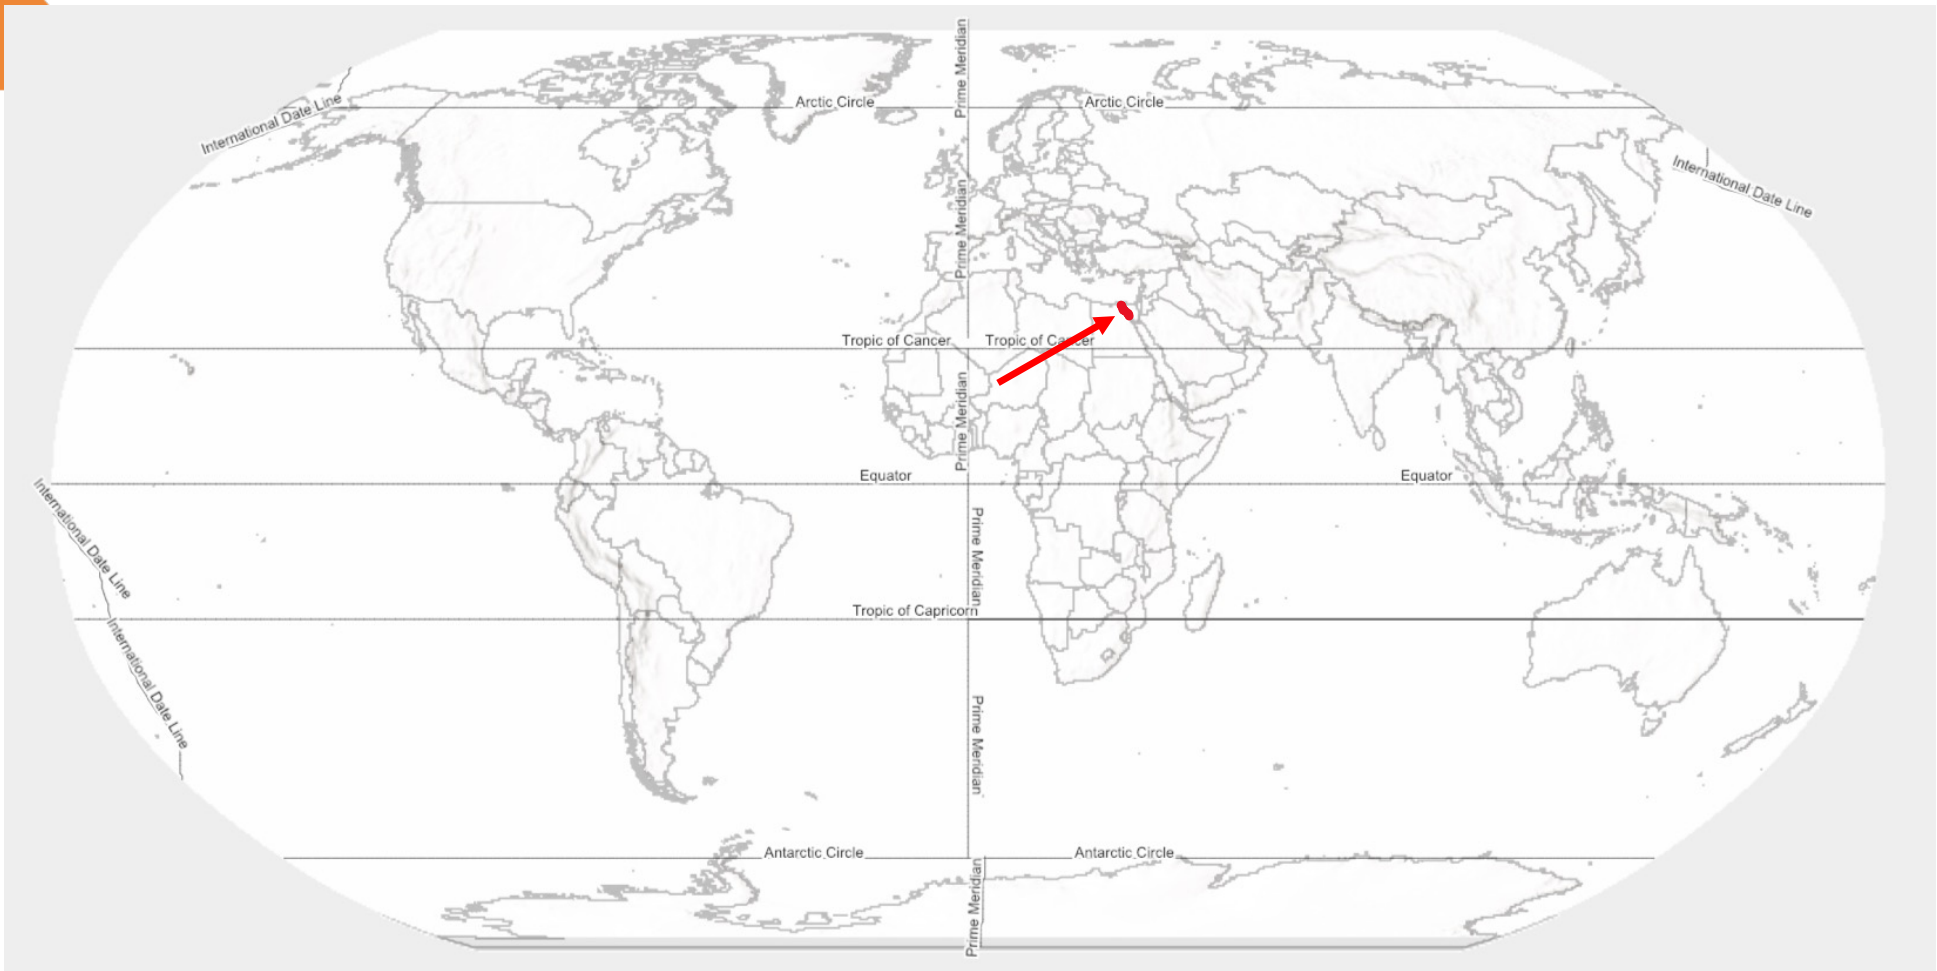 Prime Meridian
Arctic Circle
Arctic Circle
International Date Line
International Date Line
Prime Meridian
Tropic of Cancer
Tropic of Cancer
Prime Meridian
Equator
Equator
International Date Line
Prime Meridian
Tropic of Capricorn
International Date Line
Prime Meridian
Antarctic Circle
Antarctic Circle
Prime Meridian